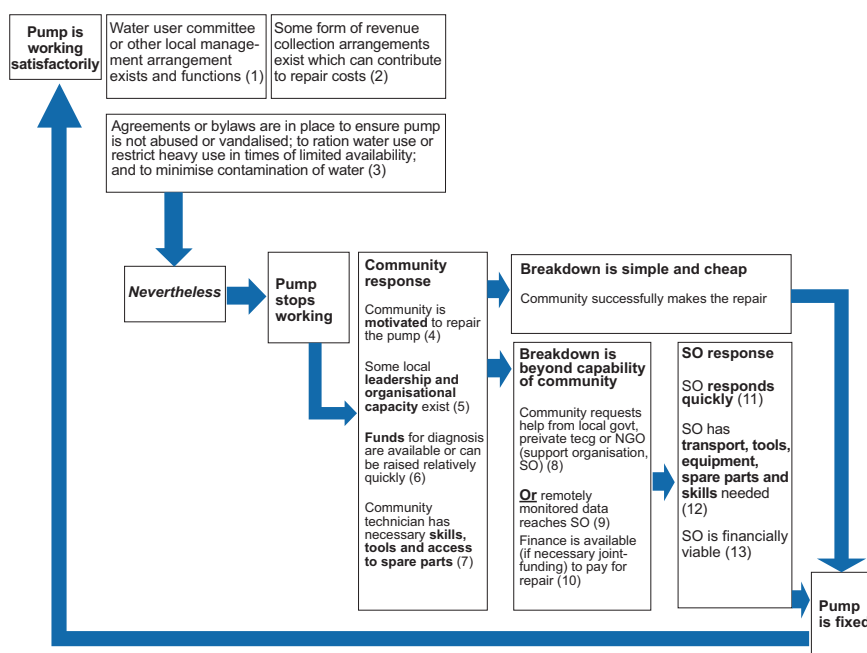 Pump is
working
satisfactorily
Water user committee
or other local manage-
ment arrangement
exists and functions (1)
Some form of revenue
collection arrangements
exist which can contribute
to repair costs (2)
Agreements or bylaws are in place to ensure pump
is not abused or vandalised; to ration water use or
restrict heavy use in times of limited availability;
and to minimise contamination of water (3)
Nevertheless
Pump
stops
working
Community
response
Community is
motivated to repair
the pump (4)
Some local
leadership and
organisational
capacity exist (5)
Funds for diagnosis
are available or can
be raised relatively
quickly (6)
Community
technician has
necessary skills,
tools and access
to spare parts (7)
Breakdown is simple and cheap
Community successfully makes the repair
Breakdown is
beyond capability
of community
Community requests
help from local govt,
preivate tecg or NGO
(support organisation,
SO) (8)
Or remotely
monitored data
reaches SO (9)
Finance is available
(if necessary joint-
funding) to pay for
repair (10)
SO response
SO responds
quickly (11)
SO has
transport, tools,
equipment,
spare parts and
skills needed
(12)
SO is financially
viable (13)
Pump
is fixed